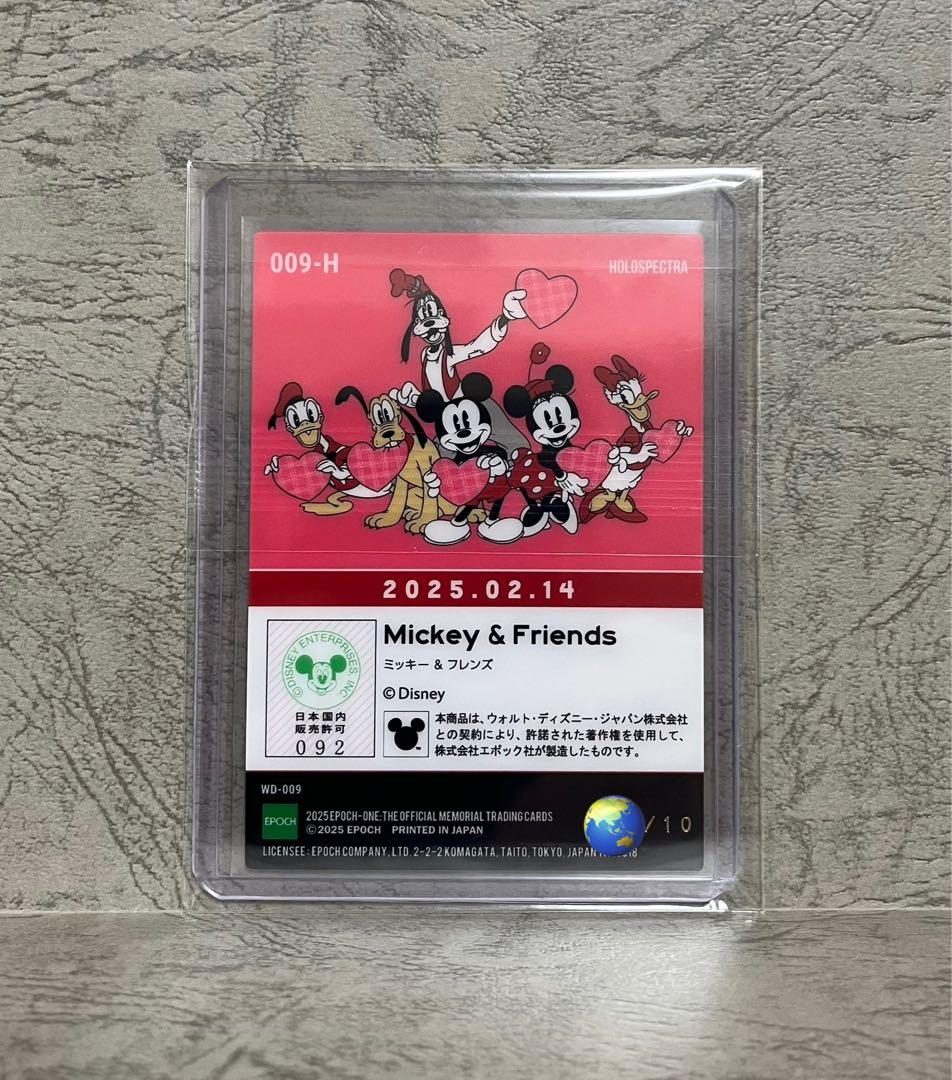 009-H
HOLOSPECTRA
2025.02.14
©DISNEY ENTERPRISES INC.
日本国内
販売許可
092
Mickey & Friends
ミッキー & フレンズ
©Disney
本商品は、ウォルト・ディズニー・ジャパン株式会社
との契約により、許諾された著作権を使用して、
株式会社エポック社が製造したものです。
WD-009
EPOCH
2025 EPOCH-ONE: THE OFFICIAL MEMORIAL TRADING CARDS
©2025 EPOCH PRINTED IN JAPAN
/10
LICENSEE: EPOCH COMPANY, LTD. 2-2-2 KOMAGATA, TAITO, TOKYO, JAPAN